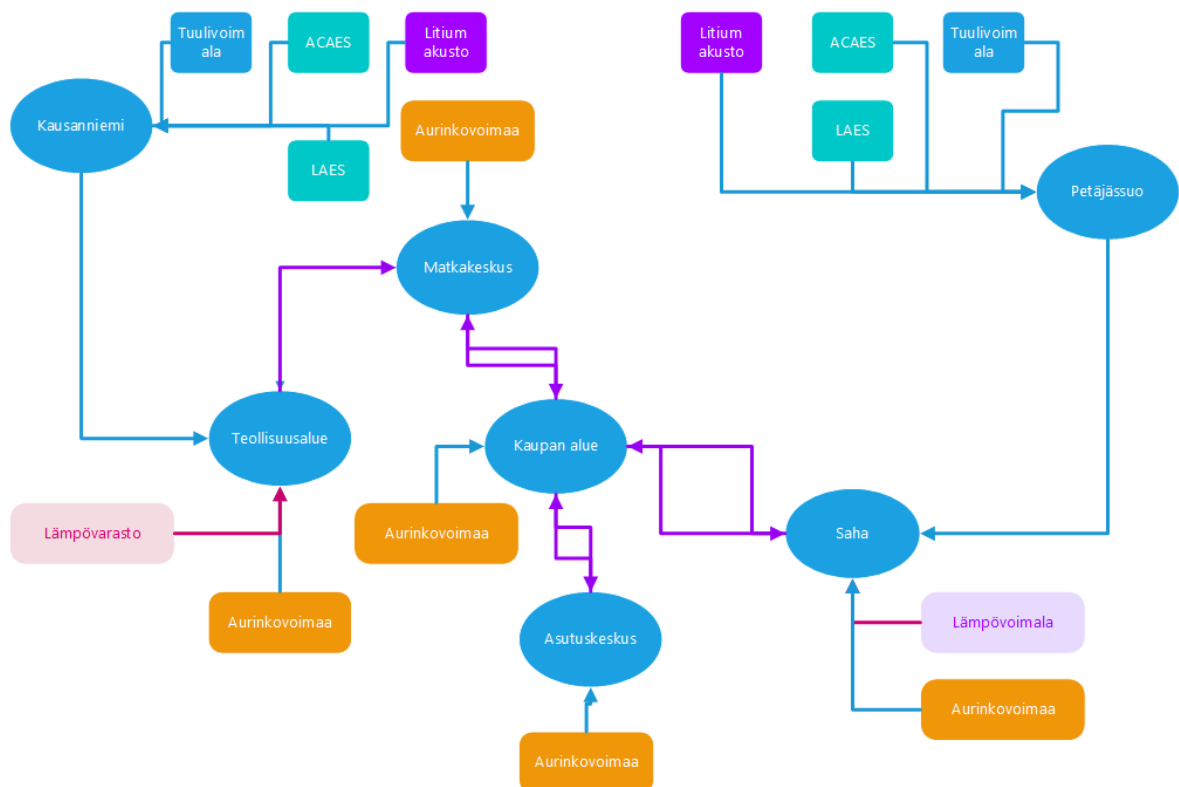 Tuulivoim
ala
ACAES
Litium
akusto
Litium
akusto
ACAES
Tuulivoim
ala
Kausanniemi
Aurinkovoimaa
LAES
LAES
Petäjässuo
Matkakeskus
Teollisuusalue
Kaupan alue
Lämpövarasto
Aurinkovoimaa
Saha
Aurinkovoimaa
Asutuskeskus
Lämpövoimala
Aurinkovoimaa
Aurinkovoimaa